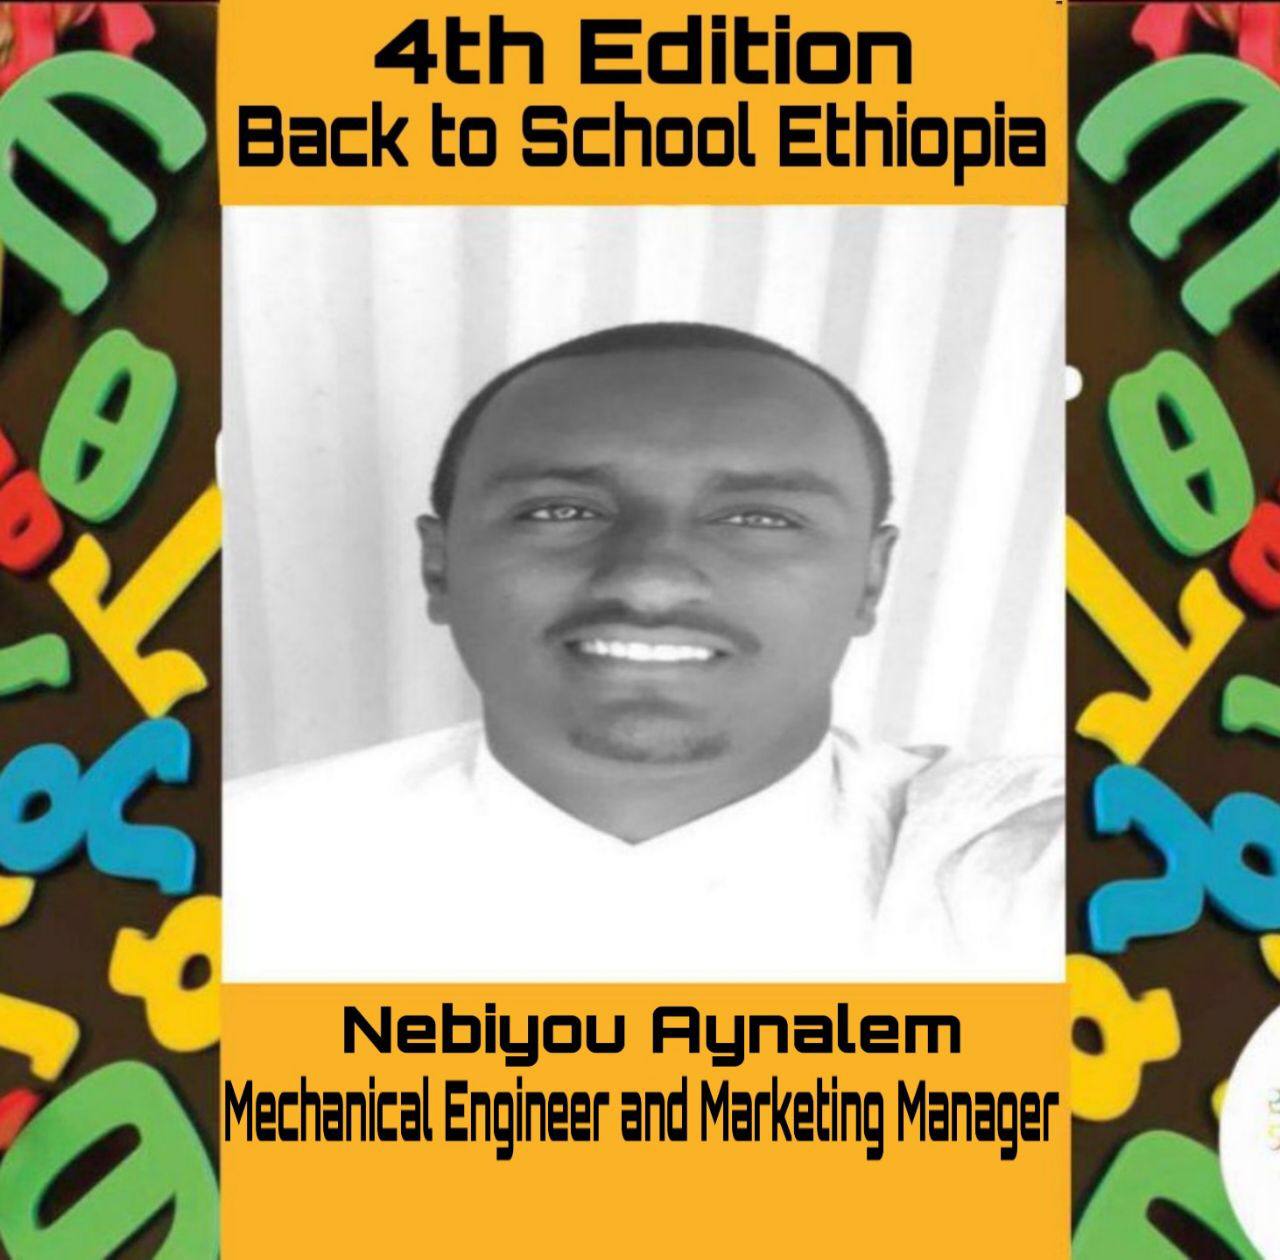 4th Edition
Back to School Ethiopia
Nebiyou Aynalem
Mechanical Engineer and Marketing Manager